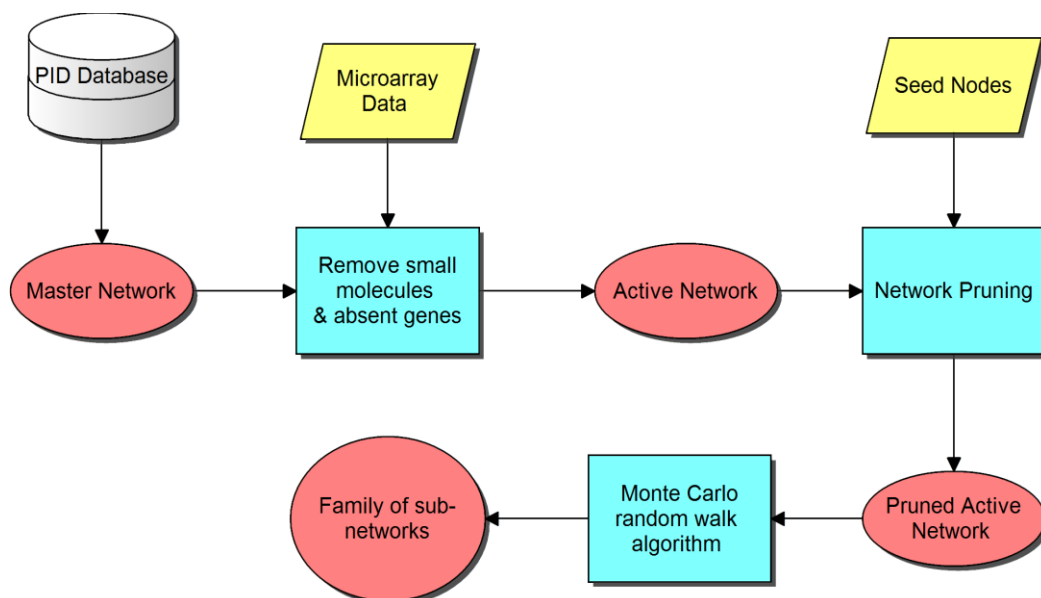 PID Database
Microarray
Data
Seed Nodes
Master Network
Remove small
molecules
& absent genes
Active Network
Network Pruning
Family of sub-
networks
Monte Carlo
random walk
algorithm
Pruned Active
Network